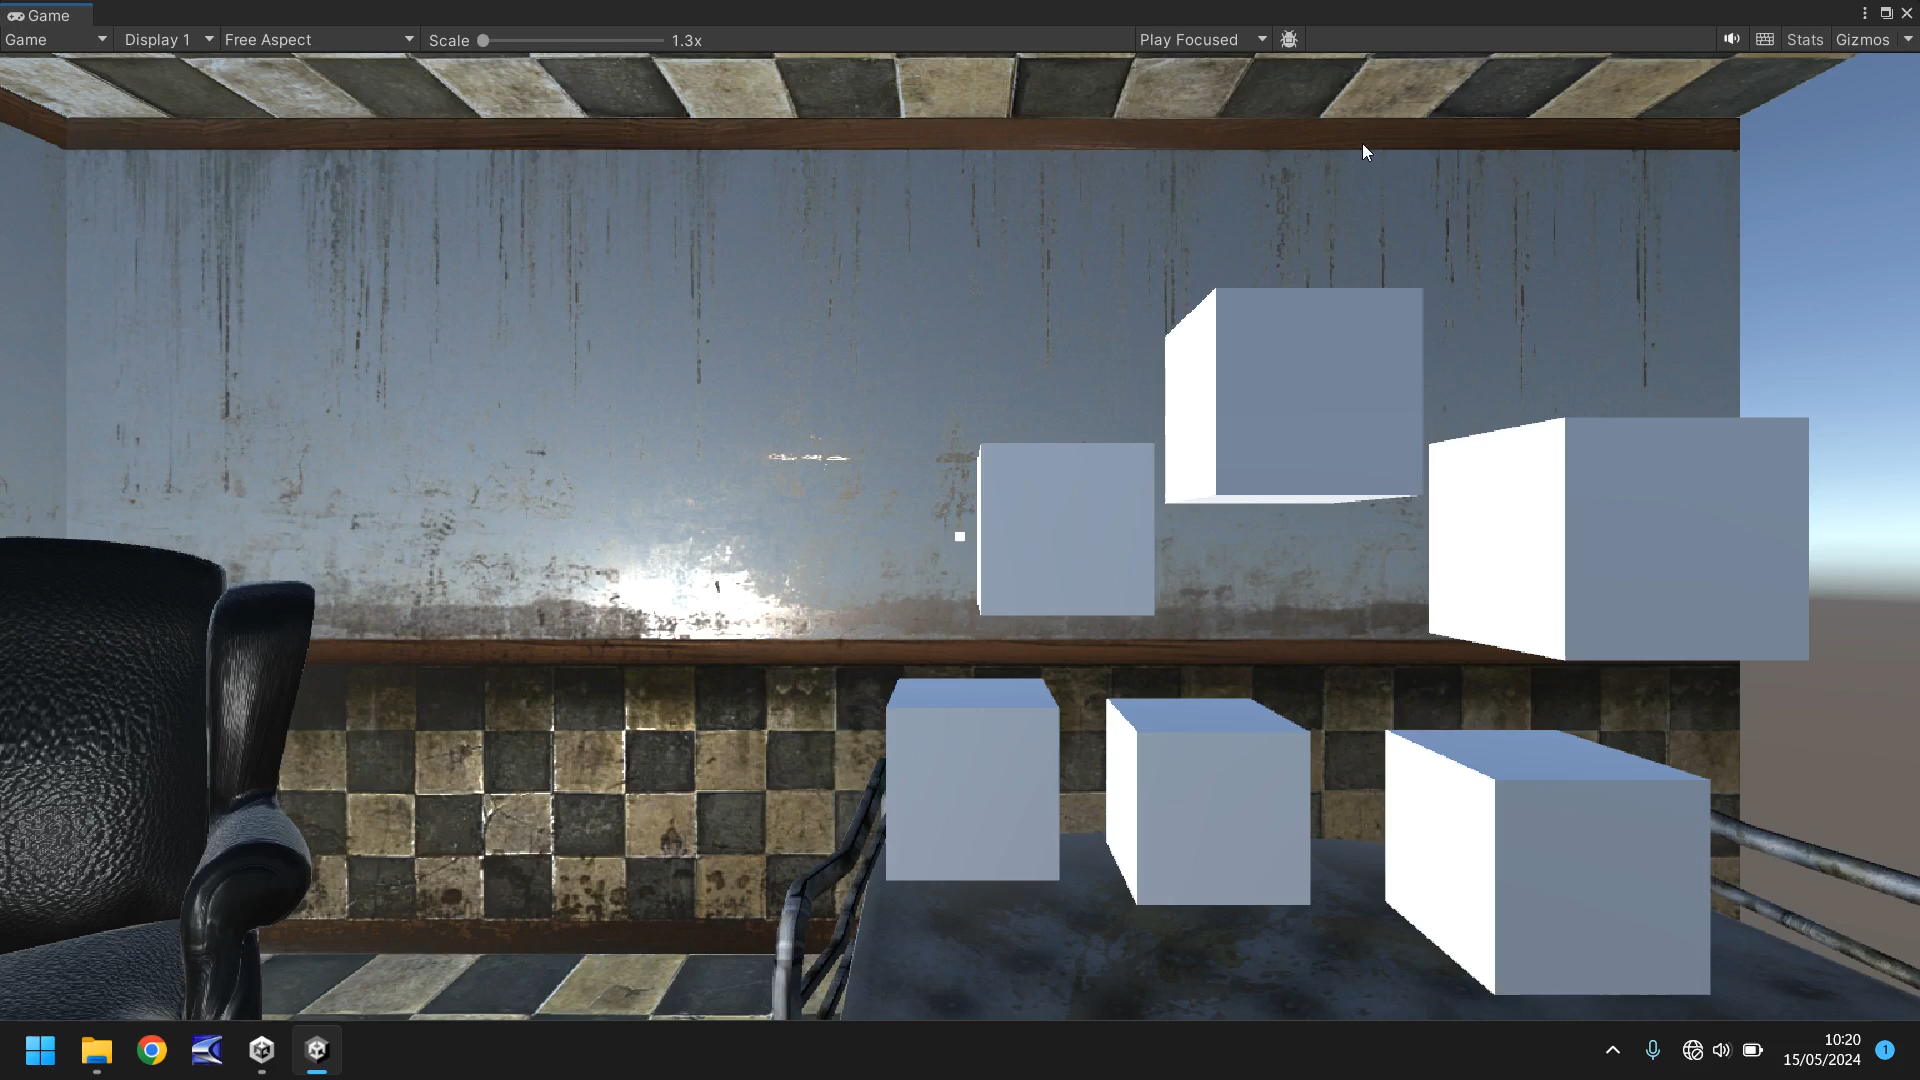 Game
Game Display 1 Free Aspect Scale 1.3x Play Focused Stats Gizmos
10:20
15/05/2024
1